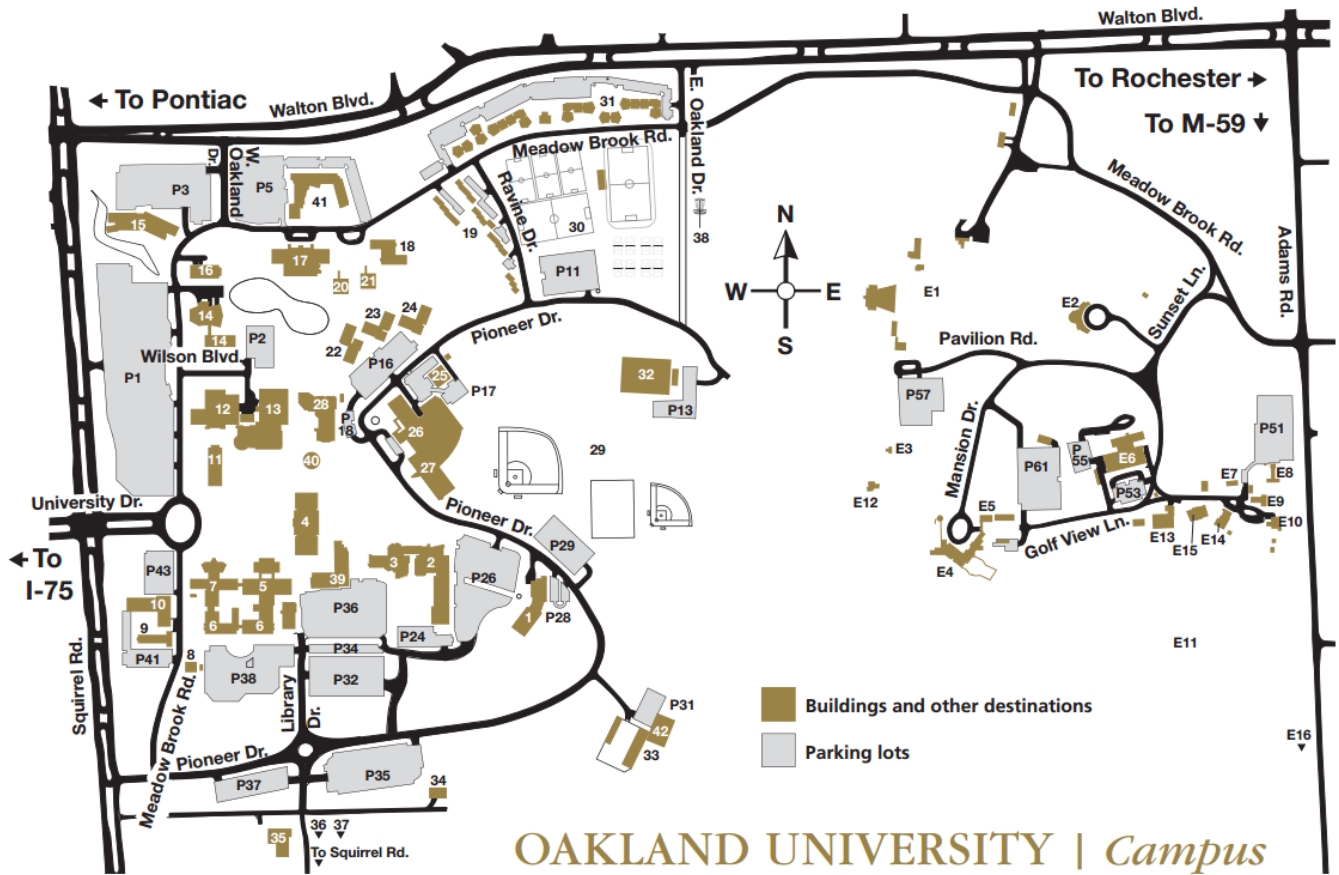 Walton Blvd.
← To Pontiac
Walton Blvd.
To Rochester →
To M-59 ↓
31
E. Oakland Dr.
Meadow Brook Rd.
W. Oakland Dr.
P3
P5
41
Ravine Dr.
Meadow Brook Rd.
15
19
30
38
18
17
16
20
21
P11
N
W E
S
E1
E2
Sunset Ln.
Adams Rd.
14
14
P2
23
24
22
Pioneer Dr.
Pavilion Rd.
Wilson Blvd.
P16
P1
25
P17
32
P13
P57
12
13
28
P
18
26
Mansion Dr.
P51
11
40
27
29
E3
P61
P
55
E6
E7
E8
E12
P53
University Dr.
4
Pioneer Dr.
E5
E9
E10
Golf View Ln.
E13
E15
E14
← To
I-75
P29
E4
P43
3
2
P26
7
5
39
P36
P28
1
10
9
6
6
P24
P41
8
P34
P38
P32
E11
Squirrel Rd.
Meadow Brook Rd.
Library Dr.
P31
42
33
Buildings and other destinations
Parking lots
E16
Pioneer Dr.
P37
P35
34
35
36 37
To Squirrel Rd.
OAKLAND UNIVERSITY | Campus